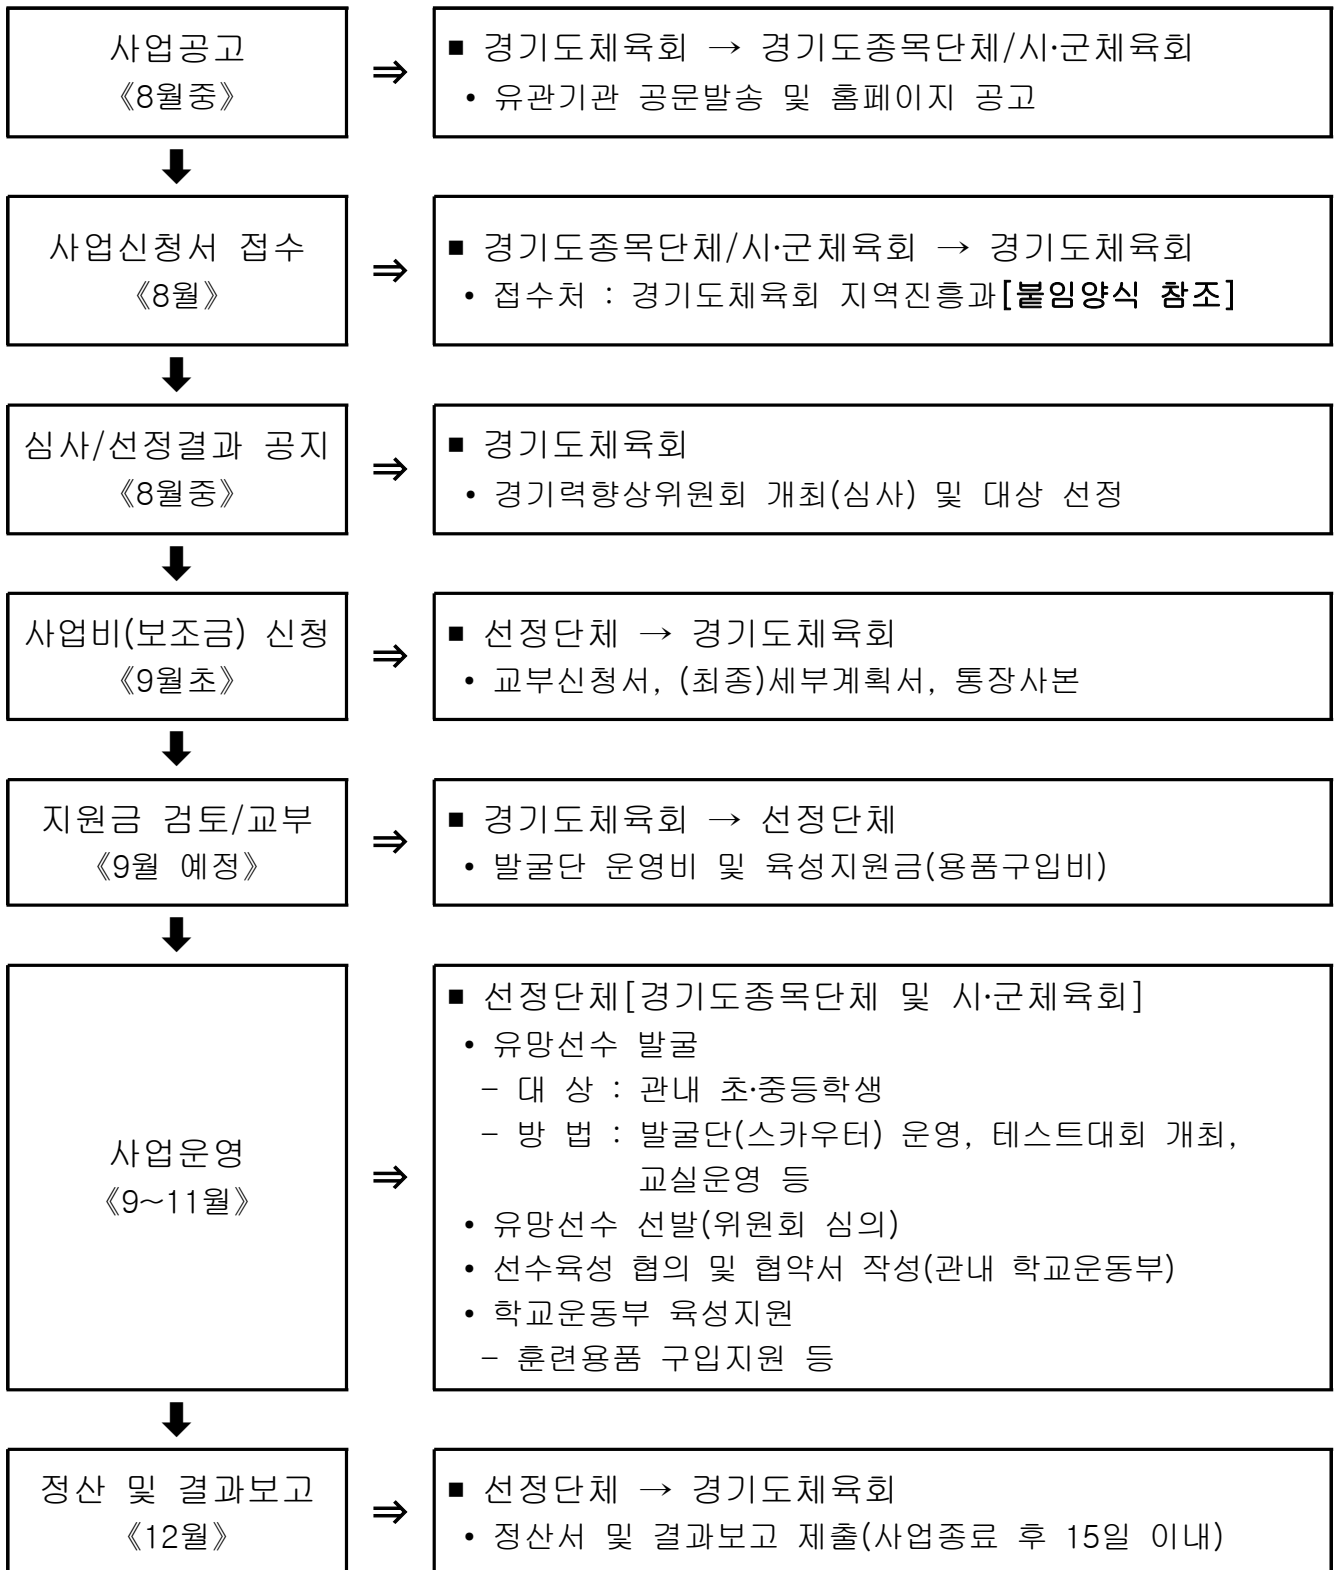 사업공고
《8월중》
⇒
■ 경기도체육회 → 경기도종목단체/시·군체육회
• 유관기관 공문발송 및 홈페이지 공고
사업신청서 접수
《8월》
⇒
■ 경기도종목단체/시·군체육회 → 경기도체육회
• 접수처 : 경기도체육회 지역진흥과[붙임양식 참조]
심사/선정결과 공지
《8월중》
⇒
■ 경기도체육회
• 경기력향상위원회 개최(심사) 및 대상 선정
사업비(보조금) 신청
《9월초》
⇒
■ 선정단체 → 경기도체육회
• 교부신청서, (최종)세부계획서, 통장사본
지원금 검토/교부
《9월 예정》
⇒
■ 경기도체육회 → 선정단체
• 발굴단 운영비 및 육성지원금(용품구입비)
사업운영
《9~11월》
⇒
■ 선정단체[경기도종목단체 및 시·군체육회]
• 유망선수 발굴
– 대 상 : 관내 초·중등학생
– 방 법 : 발굴단(스카우터) 운영, 테스트대회 개최,
교실운영 등
• 유망선수 선발(위원회 심의)
• 선수육성 협의 및 협약서 작성(관내 학교운동부)
• 학교운동부 육성지원
– 훈련용품 구입지원 등
정산 및 결과보고
《12월》
⇒
■ 선정단체 → 경기도체육회
• 정산서 및 결과보고 제출(사업종료 후 15일 이내)